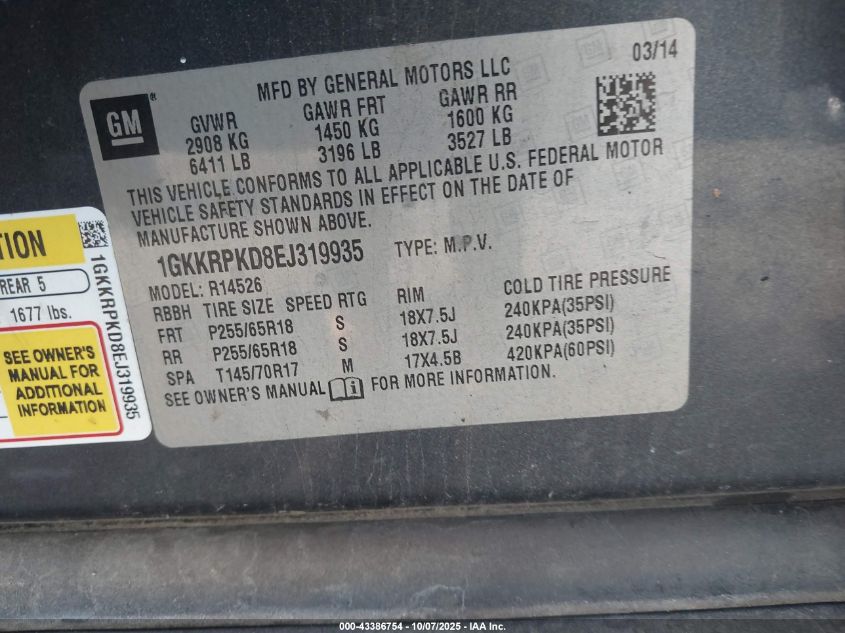 03/14
GM
®
MFD BY GENERAL MOTORS LLC
GVWR GAWR FRT GAWR RR
2908 KG 1450 KG 1600 KG
6411 LB 3196 LB 3527 LB
THIS VEHICLE CONFORMS TO ALL APPLICABLE U.S. FEDERAL MOTOR
VEHICLE SAFETY STANDARDS IN EFFECT ON THE DATE OF
MANUFACTURE SHOWN ABOVE.
1GKKRPKD8EJ319935 TYPE: M.P.V.
MODEL: R14526
RBBH TIRE SIZE SPEED RTG RIM COLD TIRE PRESSURE
FRT P255/65R18 S 18X7.5J 240KPA(35PSI)
RR P255/65R18 S 18X7.5J 240KPA(35PSI)
SPA T145/70R17 M 17X4.5B 420KPA(60PSI)
SEE OWNER'S MANUAL FOR MORE INFORMATION.
REAR 5
1677 lbs.
SEE OWNER'S
MANUAL FOR
ADDITIONAL
INFORMATION
1GKKRPKD8EJ319935
000-43386754 - 10/07/2025 - IAA Inc.